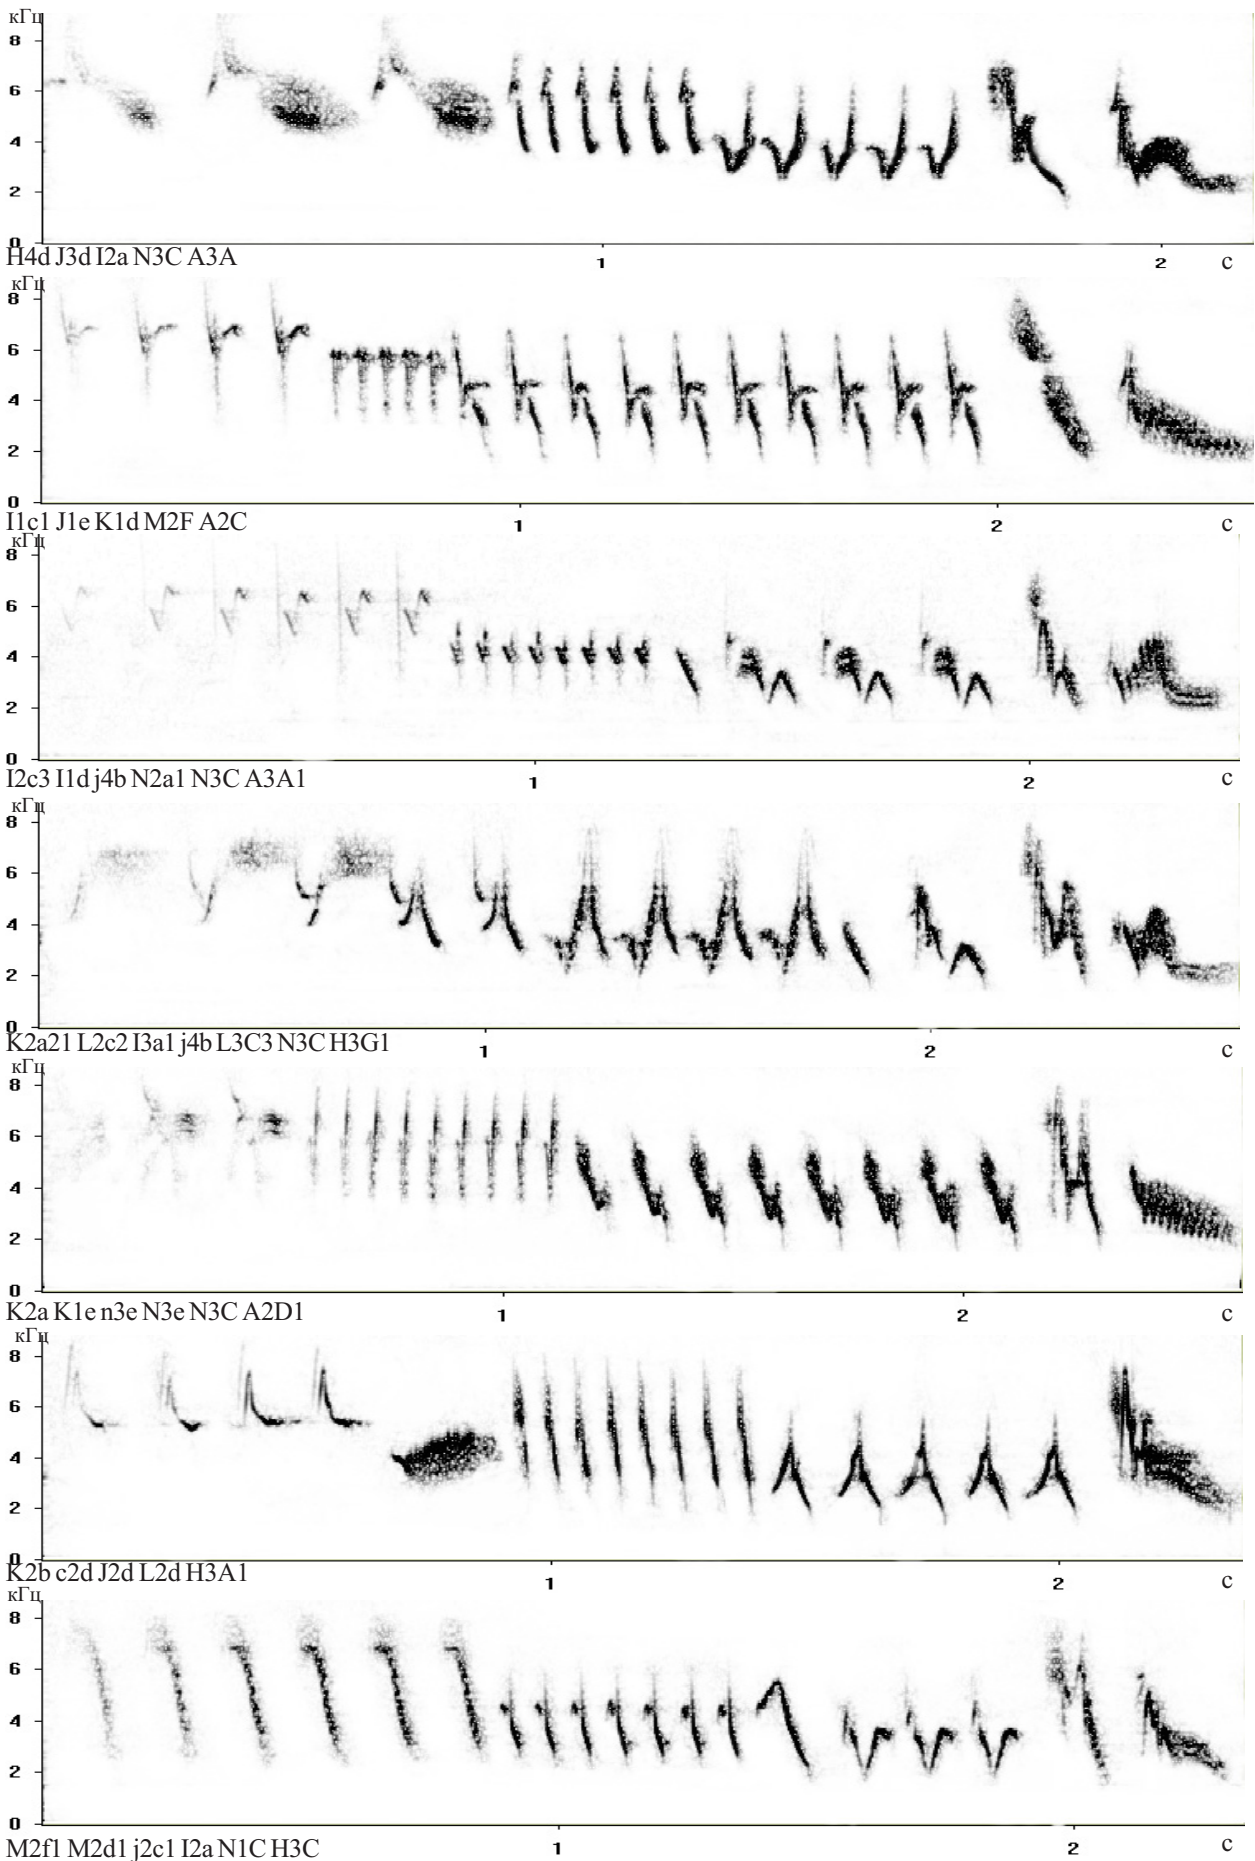 кГц
8
6
4
2
0
1 2 с
H4d J3d I2a N3C A3A
кГц
8
6
4
2
0
1 2 с
I1c1 J1e K1d M2F A2C
кГц
8
6
4
2
0
1 2 с
I2c3 I1d j4b N2a1 N3C A3A1
кГц
8
6
4
2
0
1 2 с
K2a21 L2c2 I3a1 j4b L3C3 N3C H3G1
кГц
8
6
4
2
0
1 2 с
K2a K1e n3e N3e N3C A2D1
кГц
8
6
4
2
0
1 2 с
K2b c2d J2d L2d H3A1
кГц
8
6
4
2
0
1 2 с
M2f1 M2d1 j2c1 I2a N1C H3C